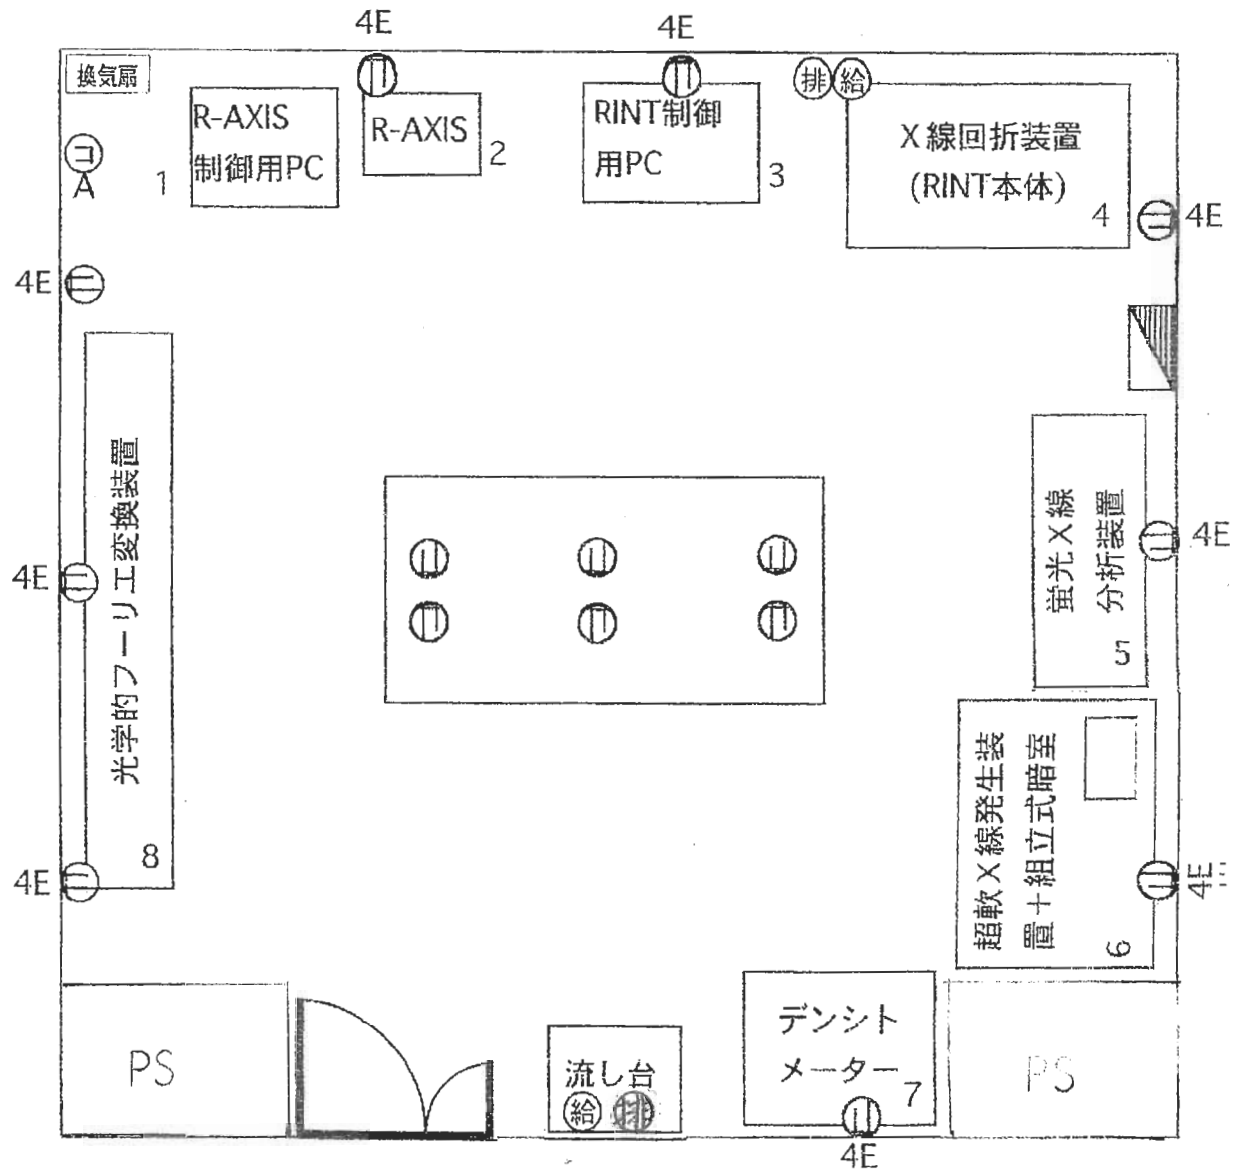 4E
4E
換気扇
R-AXIS
制御用PC
1
R-AXIS
2
RINT制御
用PC
3
排
給
X線回折装置
(RINT本体)
4
4E
コ
A
4E
光学的フーリエ変換装置
8
4E
4E
蛍光X線
分析装置
5
4E
超軟X線発生装
置+組立式暗室
6
4E
PS
流し台
給
排
デンシト
メーター
7
4E
PS